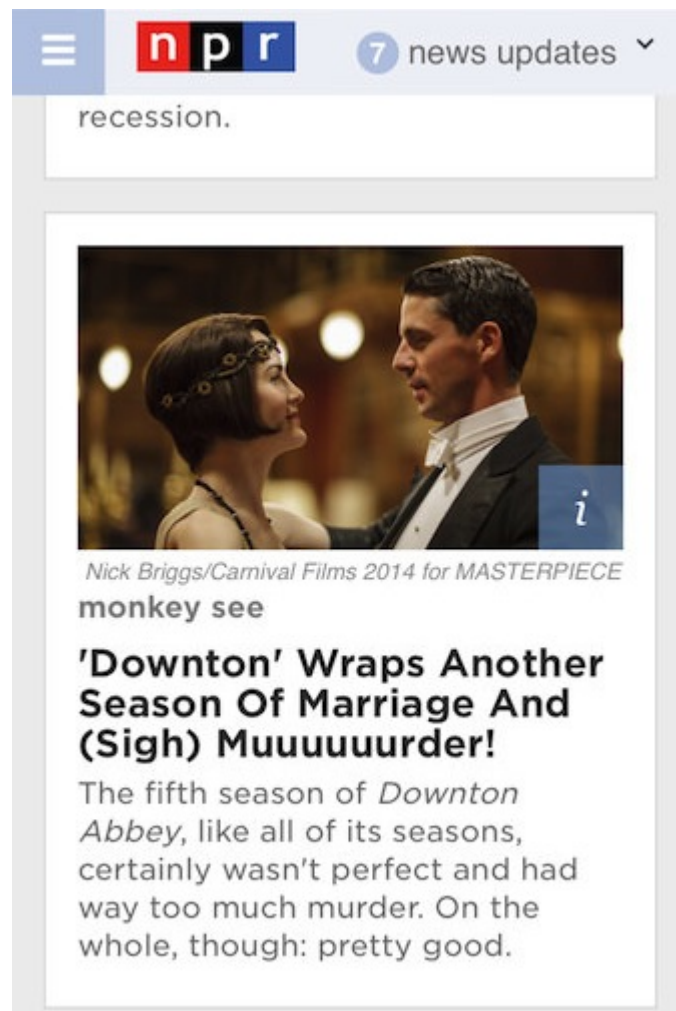 npr
7 news updates
recession.
i
Nick Briggs/Carnival Films 2014 for MASTERPIECE
monkey see
'Downton' Wraps Another
Season Of Marriage And
(Sigh) Muuuuuurder!
The fifth season of Downton
Abbey, like all of its seasons,
certainly wasn't perfect and had
way too much murder. On the
whole, though: pretty good.